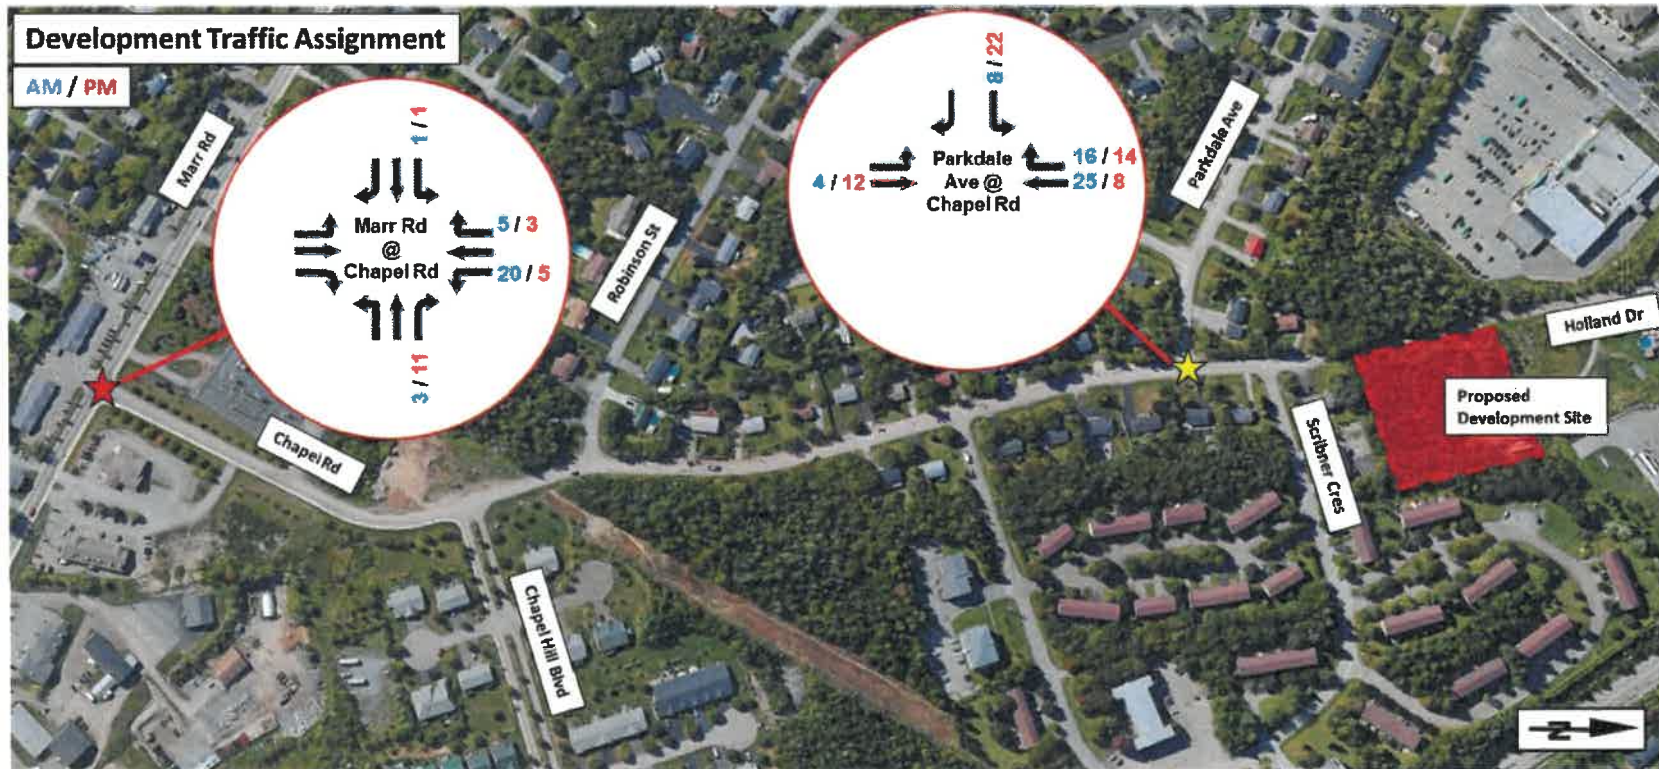 Development Traffic Assignment
AM / PM
Marr Rd
1 / 1
Marr Rd
@
Chapel Rd
5 / 3
20 / 5
3 / 11
Chapel Rd
Robinson St
8 / 22
4 / 12
Parkdale
Ave @
Chapel Rd
16 / 14
25 / 8
Parkdale Ave
Holland Dr
Proposed
Development Site
Scribner Cres
Chapel Hill Blvd
N